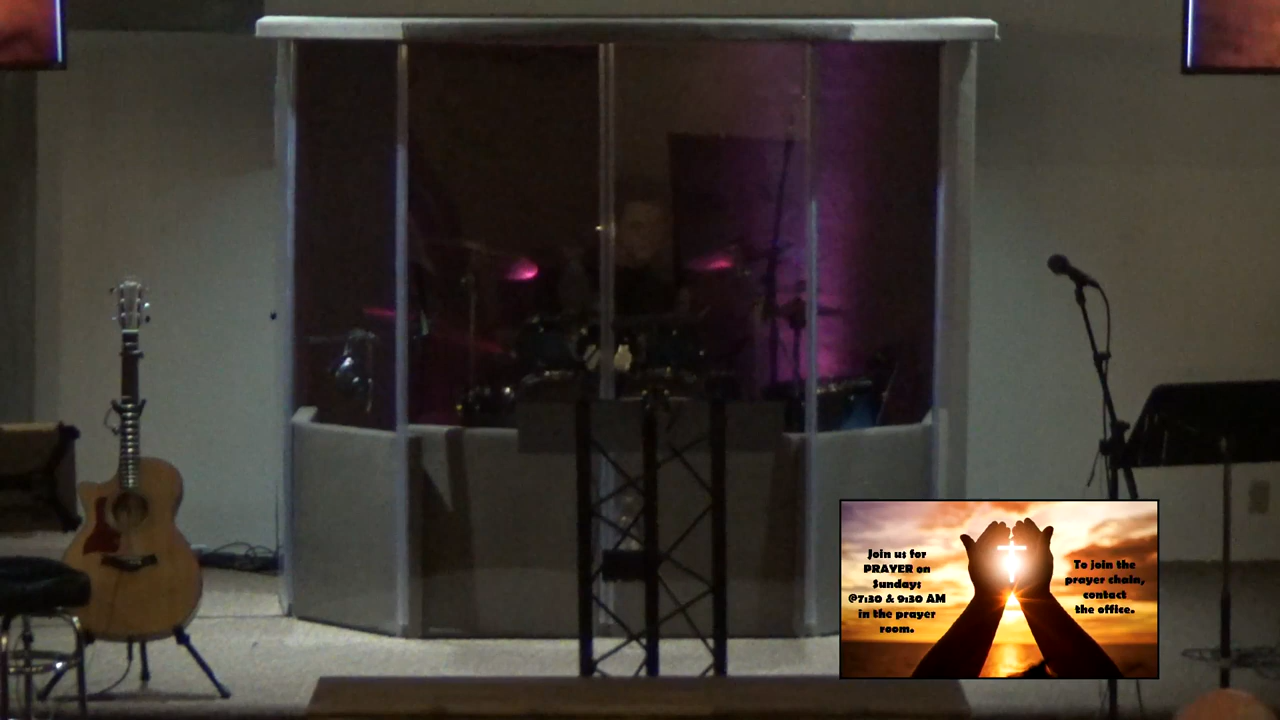 Join us for
PRAYER on
Sundays
@7:30 & 9:30 AM
in the prayer
room.
To join the
prayer chain,
contact
the office.